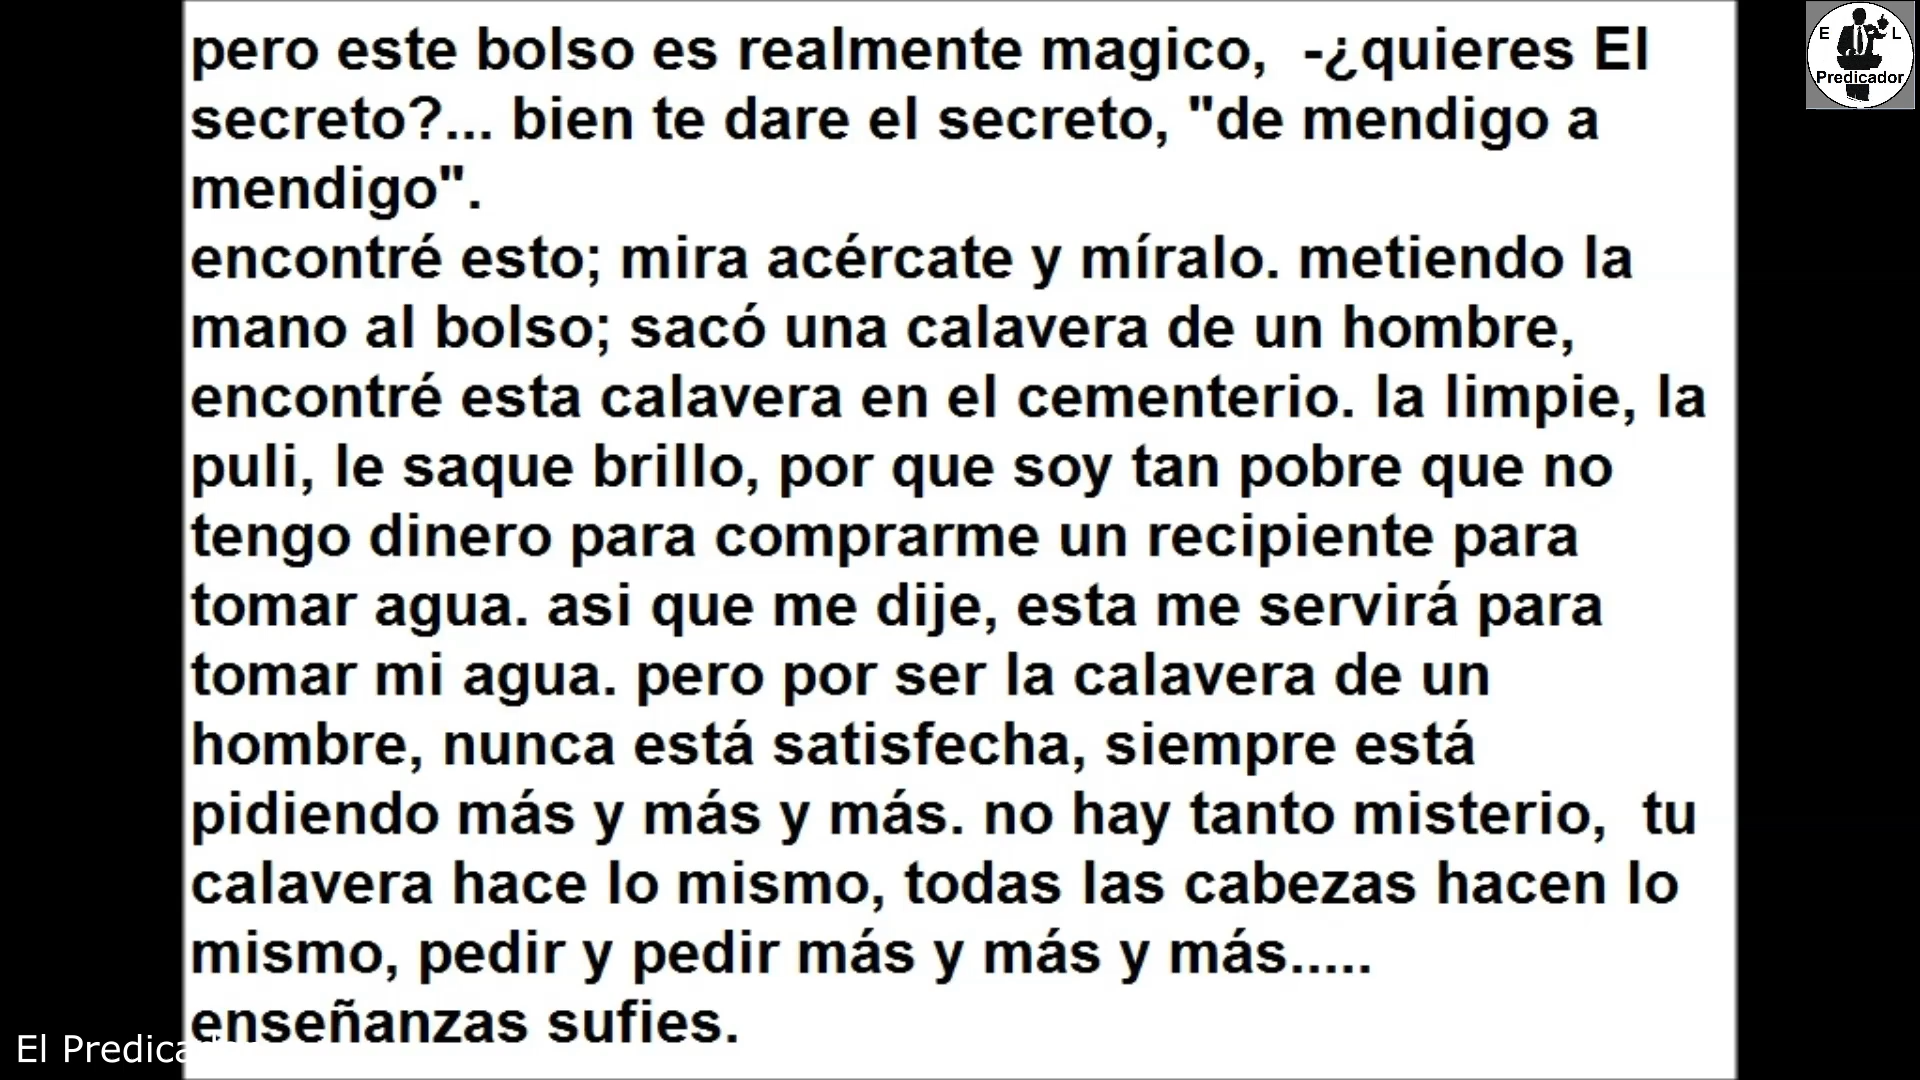 pero este bolso es realmente magico,  -¿quieres El
secreto?... bien te dare el secreto, "de mendigo a
mendigo".
encontré esto; mira acércate y míralo. metiendo la
mano al bolso; sacó una calavera de un hombre,
encontré esta calavera en el cementerio. la limpie, la
puli, le saque brillo, por que soy tan pobre que no
tengo dinero para comprarme un recipiente para
tomar agua. asi que me dije, esta me servirá para
tomar mi agua. pero por ser la calavera de un
hombre, nunca está satisfecha, siempre está
pidiendo más y más y más. no hay tanto misterio,  tu
calavera hace lo mismo, todas las cabezas hacen lo
mismo, pedir y pedir más y más y más.....
enseñanzas sufies.
E L
Predicador
El Predica